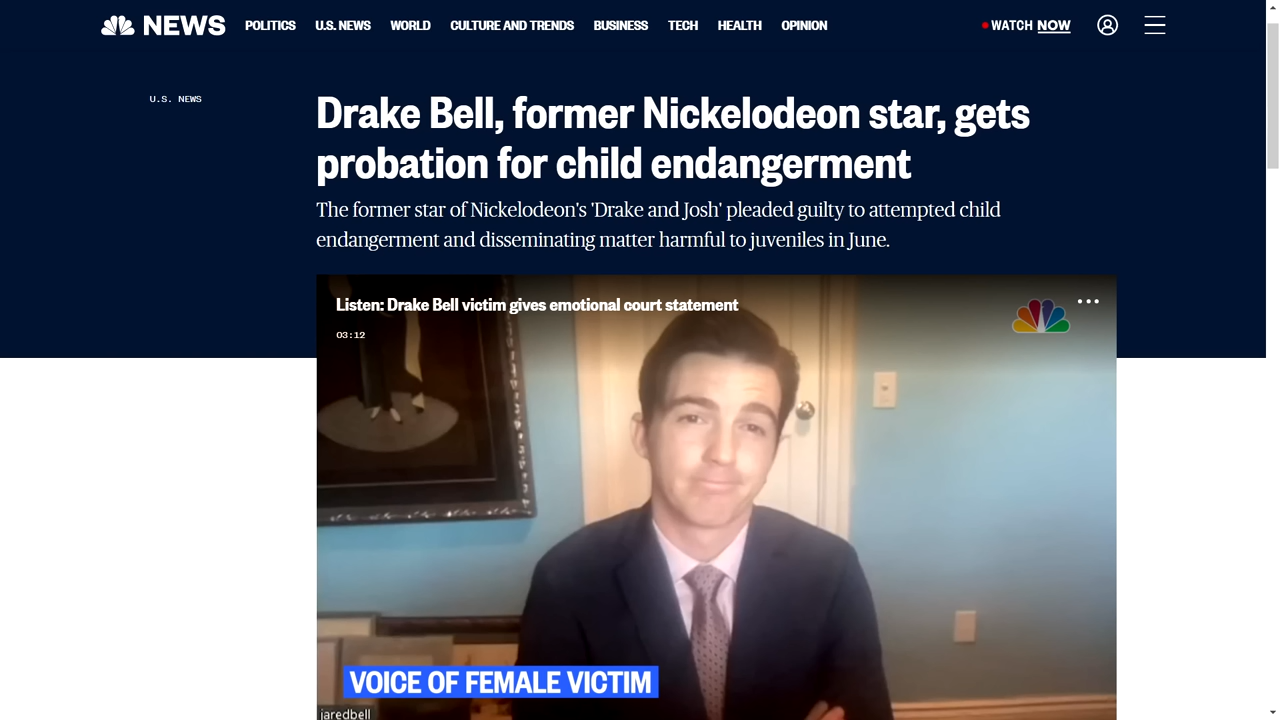 NEWS
POLITICS
U.S. NEWS
WORLD
CULTURE AND TRENDS
BUSINESS
TECH
HEALTH
OPINION
WATCH NOW
U.S. NEWS
Drake Bell, former Nickelodeon star, gets
probation for child endangerment
The former star of Nickelodeon's 'Drake and Josh' pleaded guilty to attempted child
endangerment and disseminating matter harmful to juveniles in June.
Listen: Drake Bell victim gives emotional court statement
03:12
VOICE OF FEMALE VICTIM
jaredbell